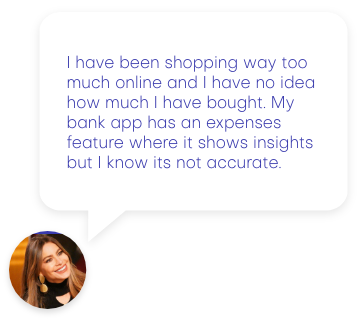 I have been shopping way too
much online and I have no idea
how much I have bought. My
bank app has an expenses
feature where it shows insights
but I know its not accurate.